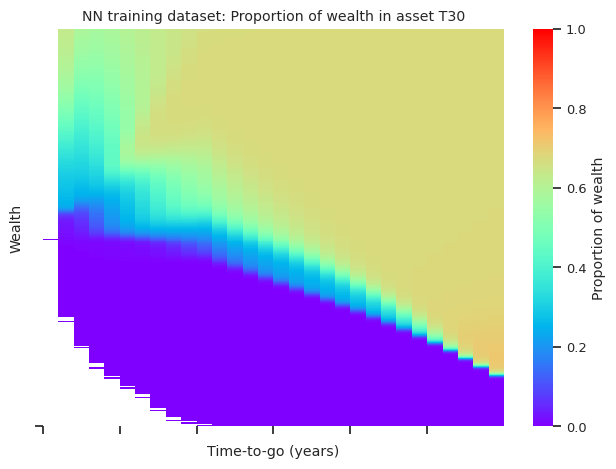 NN training dataset: Proportion of wealth in asset T30
Wealth
Time-to-go (years)
1.0
0.8
0.6
0.4
0.2
0.0
Proportion of wealth